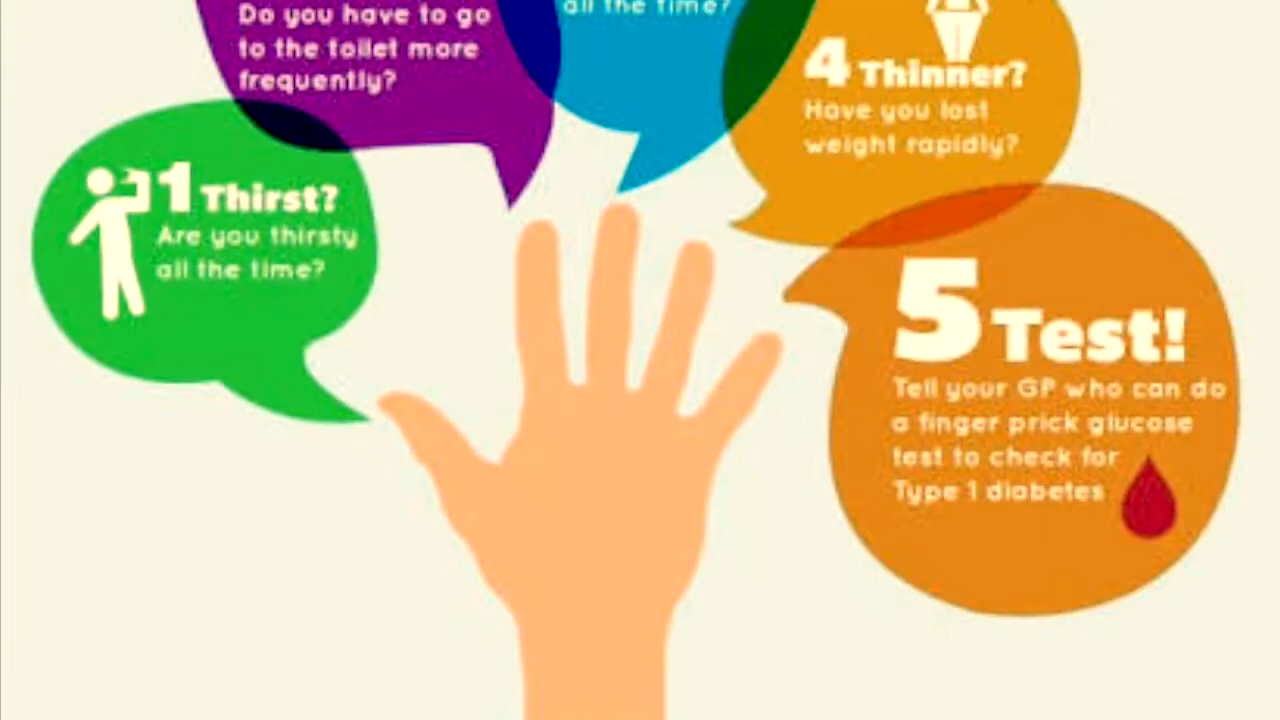 Do you have to go
to the toilet more
frequently?
all the time?
4 Thinner?
Have you lost
weight rapidly?
1 Thirst?
Are you thirsty
all the time?
5 Test!
Tell your GP who can do
a finger prick glucose
test to check for
Type 1 diabetes